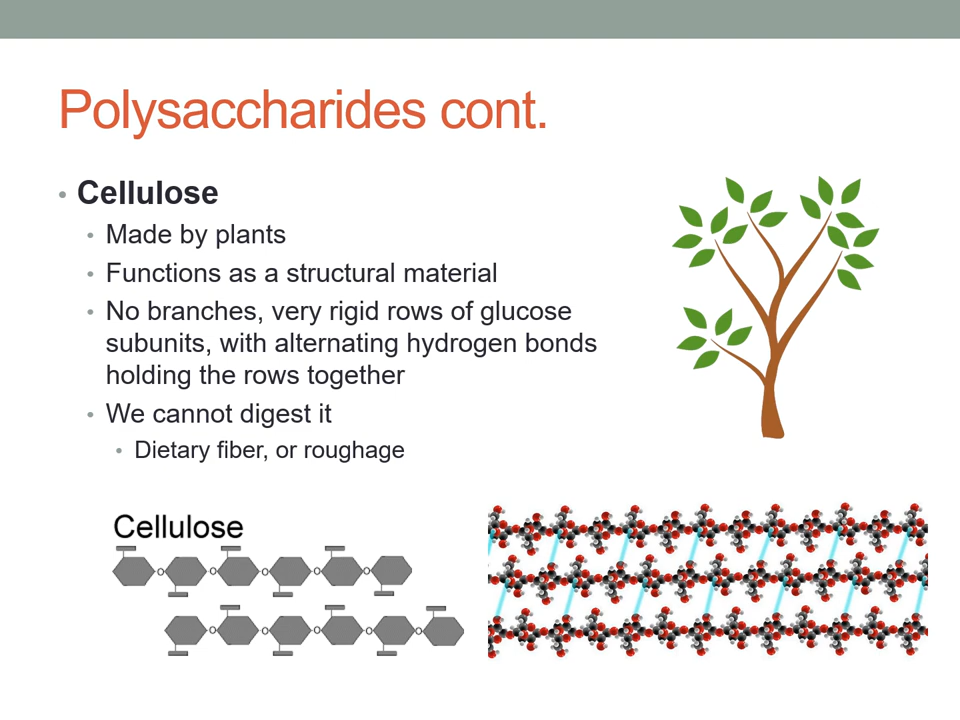 Polysaccharides cont.
• Cellulose
• Made by plants
• Functions as a structural material
• No branches, very rigid rows of glucose
subunits, with alternating hydrogen bonds
holding the rows together
• We cannot digest it
• Dietary fiber, or roughage
Cellulose
o o o o o
o o o o o